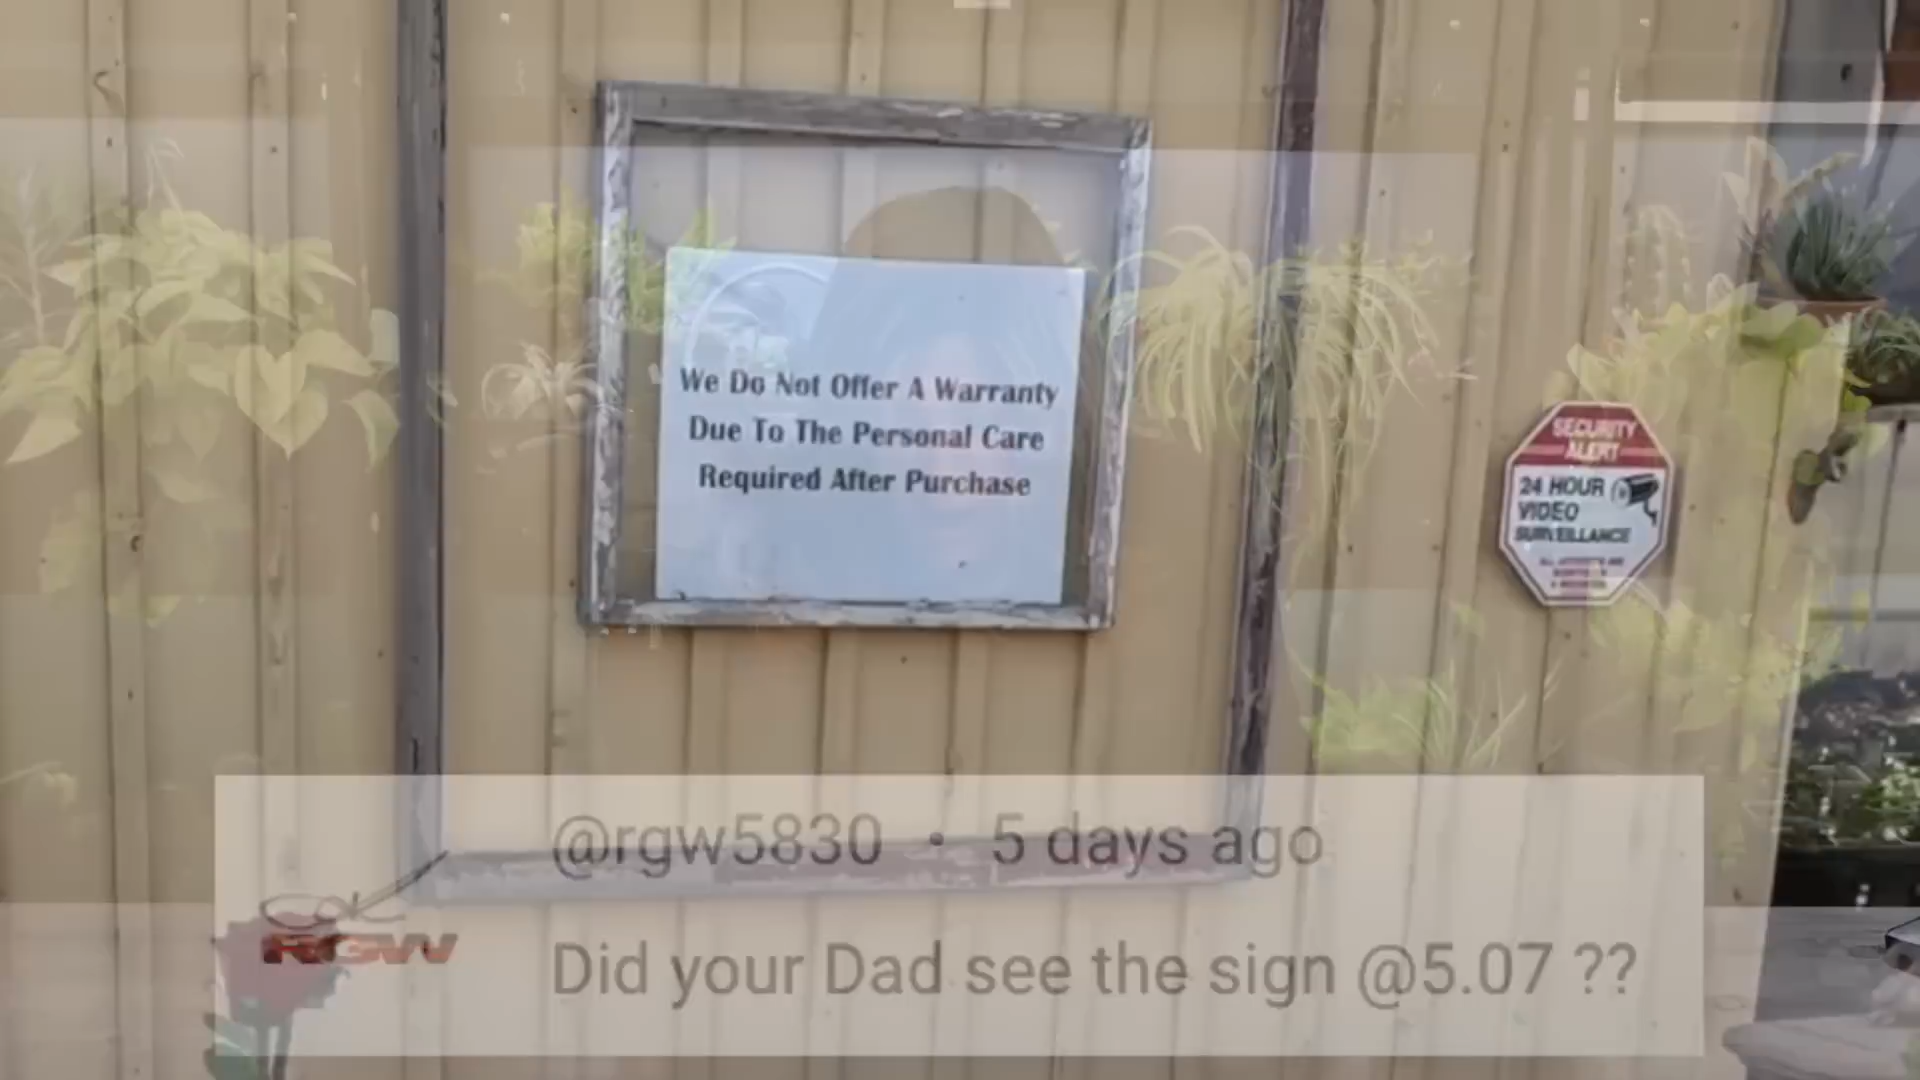 We Do Not Offer A Warranty
Due To The Personal Care
Required After Purchase
SECURITY
ALERT
24 HOUR
VIDEO
SURVEILLANCE
@rgw5830 • 5 days ago
RGW
Did your Dad see the sign @5.07 ??